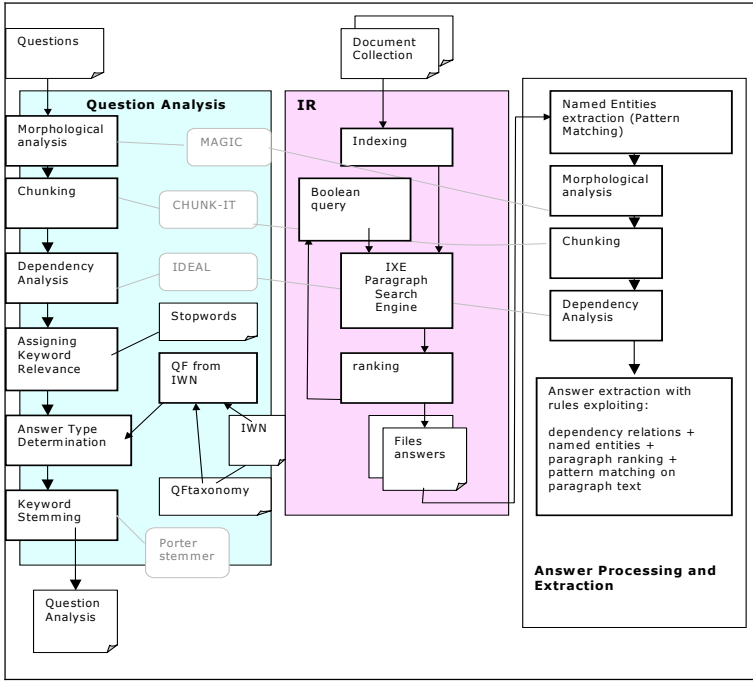 Questions
Question Analysis
Morphological
analysis
MAGIC
Chunking
CHUNK-IT
Dependency
Analysis
IDEAL
Stopwords
Assigning
Keyword
Relevance
QF from
IWN
Answer Type
Determination
IWN
QFtaxonomy
Keyword
Stemming
Porter
stemmer
Question
Analysis
Document
Collection
IR
Indexing
Boolean
query
IXE
Paragraph
Search
Engine
ranking
Files
answers
Named Entities
extraction (Pattern
Matching)
Morphological
analysis
Chunking
Dependency
Analysis
Answer extraction with
rules exploiting:
dependency relations +
named entities +
paragraph ranking +
pattern matching on
paragraph text
Answer Processing and
Extraction